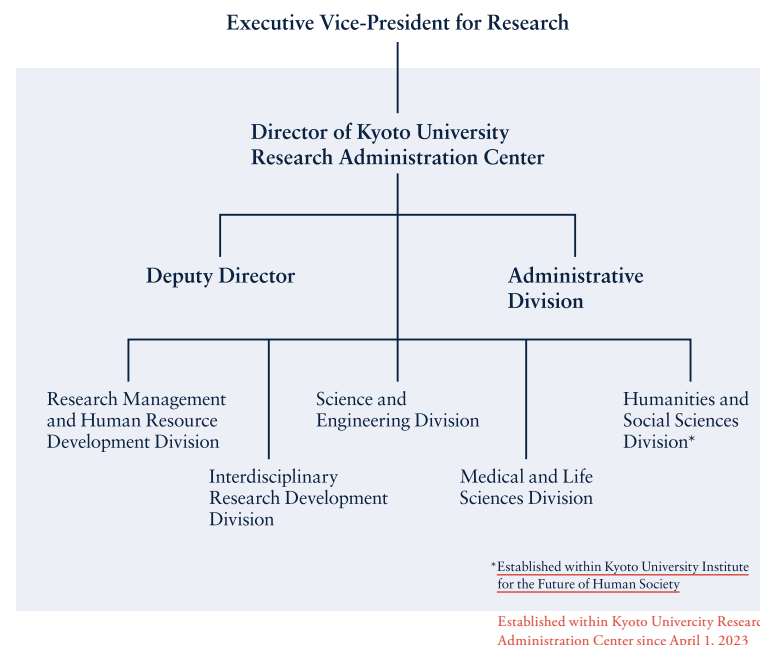 Executive Vice-President for Research
Director of Kyoto University
Research Administration Center
Deputy Director
Administrative
Division
Research Management
and Human Resource
Development Division
Interdisciplinary
Research Development
Division
Science and
Engineering Division
Medical and Life
Sciences Division
Humanities and
Social Sciences
Division*
*Established within Kyoto University Institute
for the Future of Human Society
Established within Kyoto Univercity Researc
Administration Center since April 1, 2023